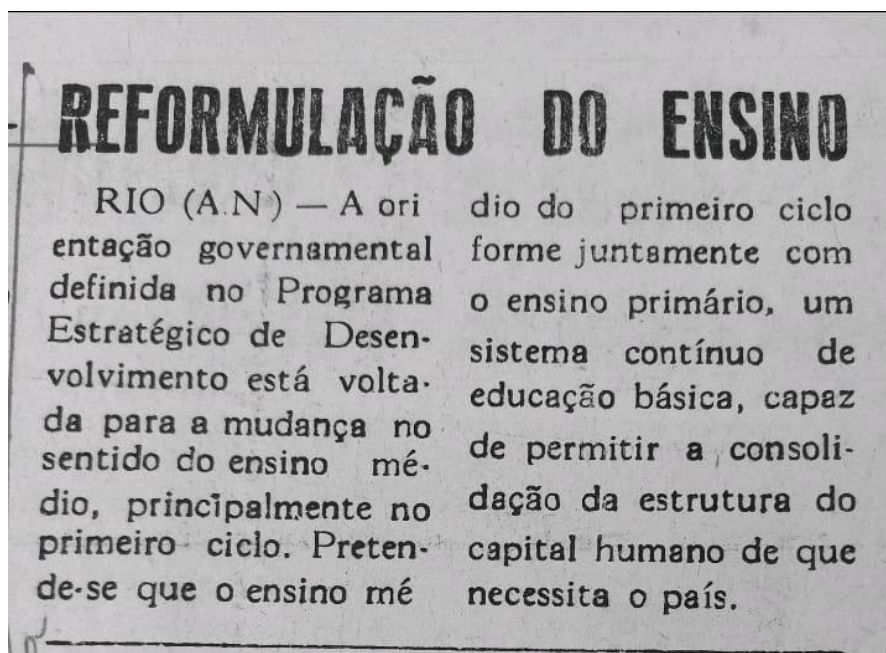 REFORMULAÇÃO DO ENSINO
RIO (A.N) — A ori
entação governamental
definida no Programa
Estratégico de Desen-
volvimento está volta-
da para a mudança no
sentido do ensino mé-
dio, principalmente no
primeiro ciclo. Preten-
de-se que o ensino mé
dio do primeiro ciclo
forme juntamente com
o ensino primário, um
sistema contínuo de
educação básica, capaz
de permitir a consoli-
dação da estrutura do
capital humano de que
necessita o país.